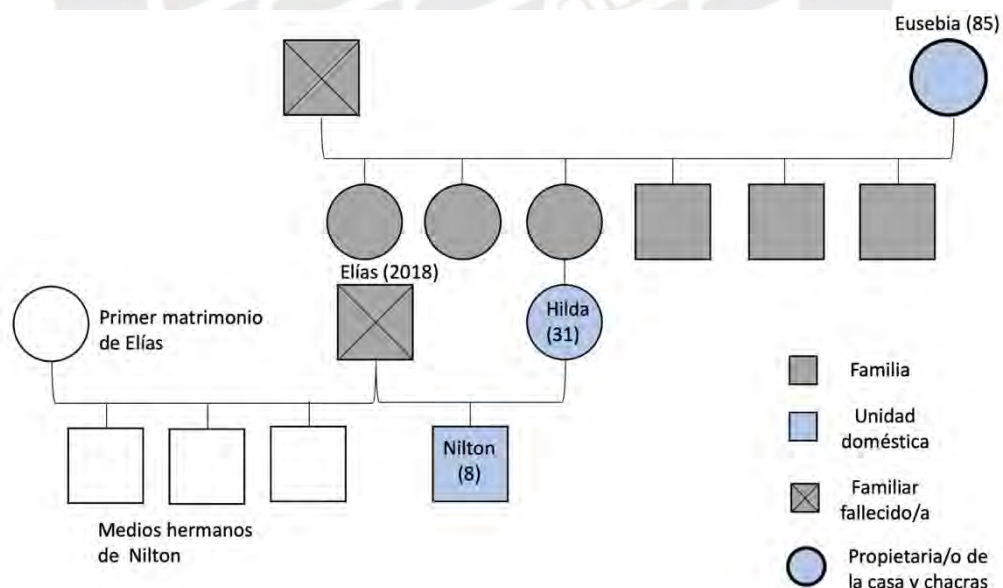 Eusebia (85)
Elías (2018)
Primer matrimonio
de Elías
Hilda
(31)
Nilton
(8)
Medios hermanos
de Nilton
Familia
Unidad
doméstica
Familiar
fallecido/a
Propietaria/o de
la casa y chacras